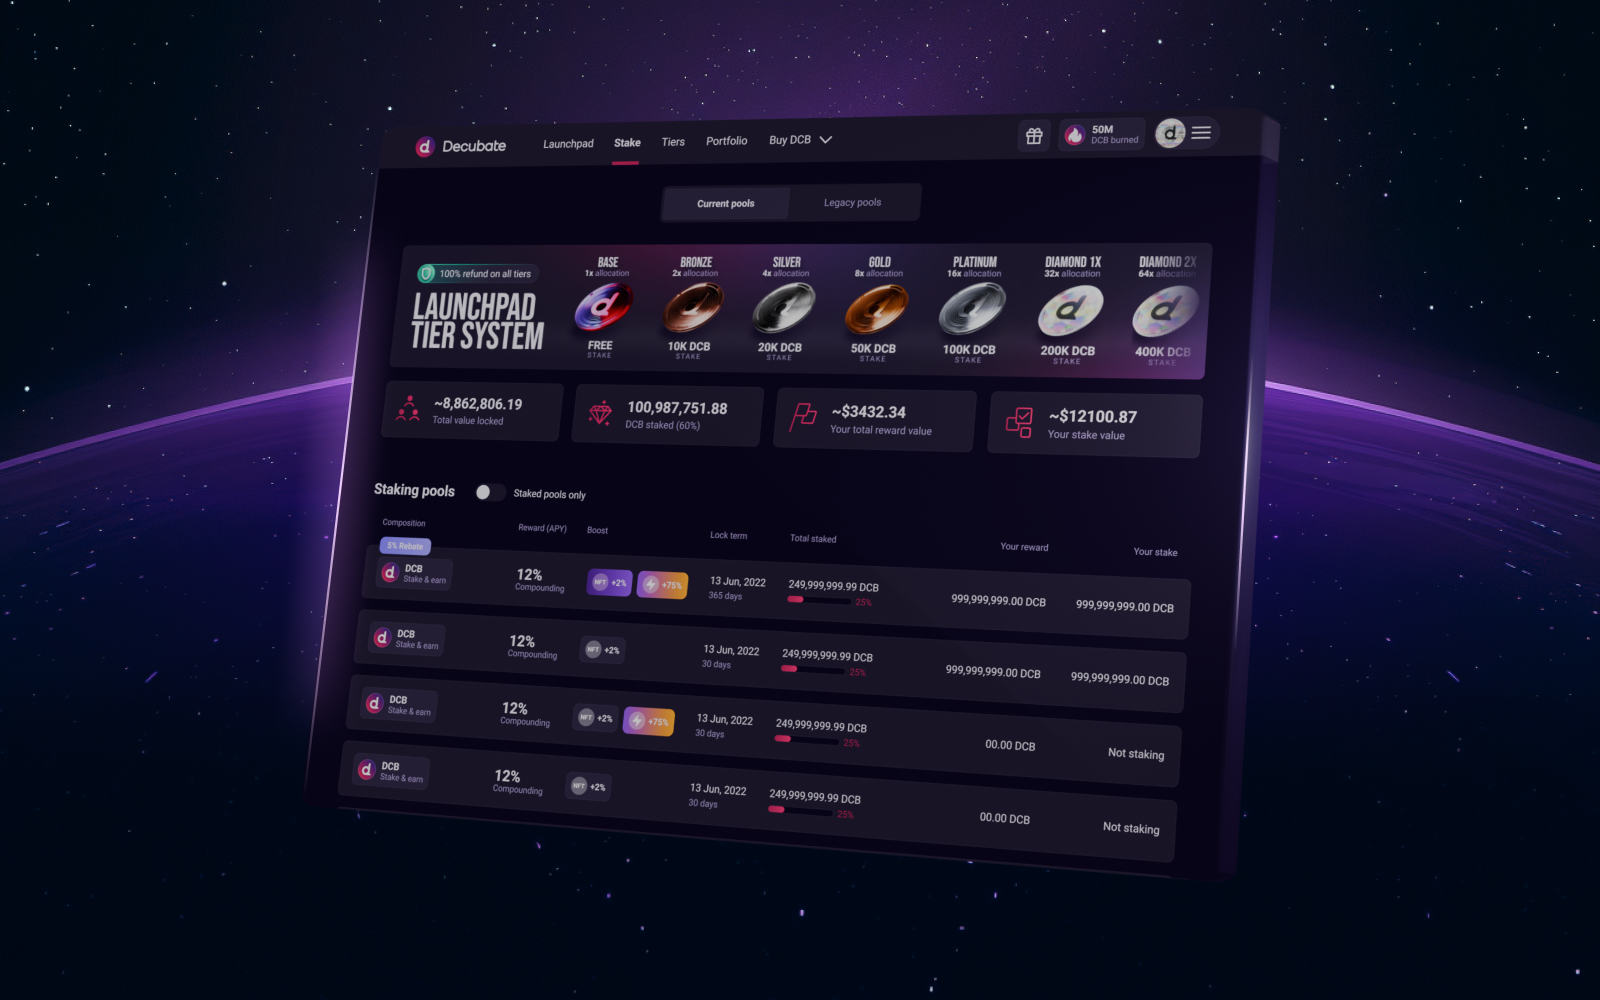 Decubate
Launchpad Stake Tiers Portfolio Buy DCB
50M
DCB burned
Current pools Legacy pools
100% refund on all tiers
LAUNCHPAD
TIER SYSTEM
BASE
1x allocation
FREE
STAKE
BRONZE
2x allocation
10K DCB
STAKE
SILVER
4x allocation
20K DCB
STAKE
GOLD
8x allocation
50K DCB
STAKE
PLATINUM
16x allocation
100K DCB
STAKE
DIAMOND 1X
32x allocation
200K DCB
STAKE
DIAMOND 2X
64x allocation
400K DCB
STAKE
~8,862,806.19
Total value locked
100,987,751.88
DCB staked (60%)
~$3432.34
Your total reward value
~$12100.87
Your stake value
Staking pools Staked pools only
Composition Reward (APY) Boost Lock term Total staked Your reward Your stake
5% Rebate
DCB
Stake & earn
12%
Compounding
NFT +2% +75%
13 Jun, 2022
365 days
249,999,999.99 DCB
25%
999,999,999.00 DCB
999,999,999.00 DCB
DCB
Stake & earn
12%
Compounding
NFT +2%
13 Jun, 2022
30 days
249,999,999.99 DCB
25%
999,999,999.00 DCB
999,999,999.00 DCB
DCB
Stake & earn
12%
Compounding
NFT +2% +75%
13 Jun, 2022
30 days
249,999,999.99 DCB
25%
00.00 DCB
Not staking
DCB
Stake & earn
12%
Compounding
NFT +2%
13 Jun, 2022
30 days
249,999,999.99 DCB
25%
00.00 DCB
Not staking